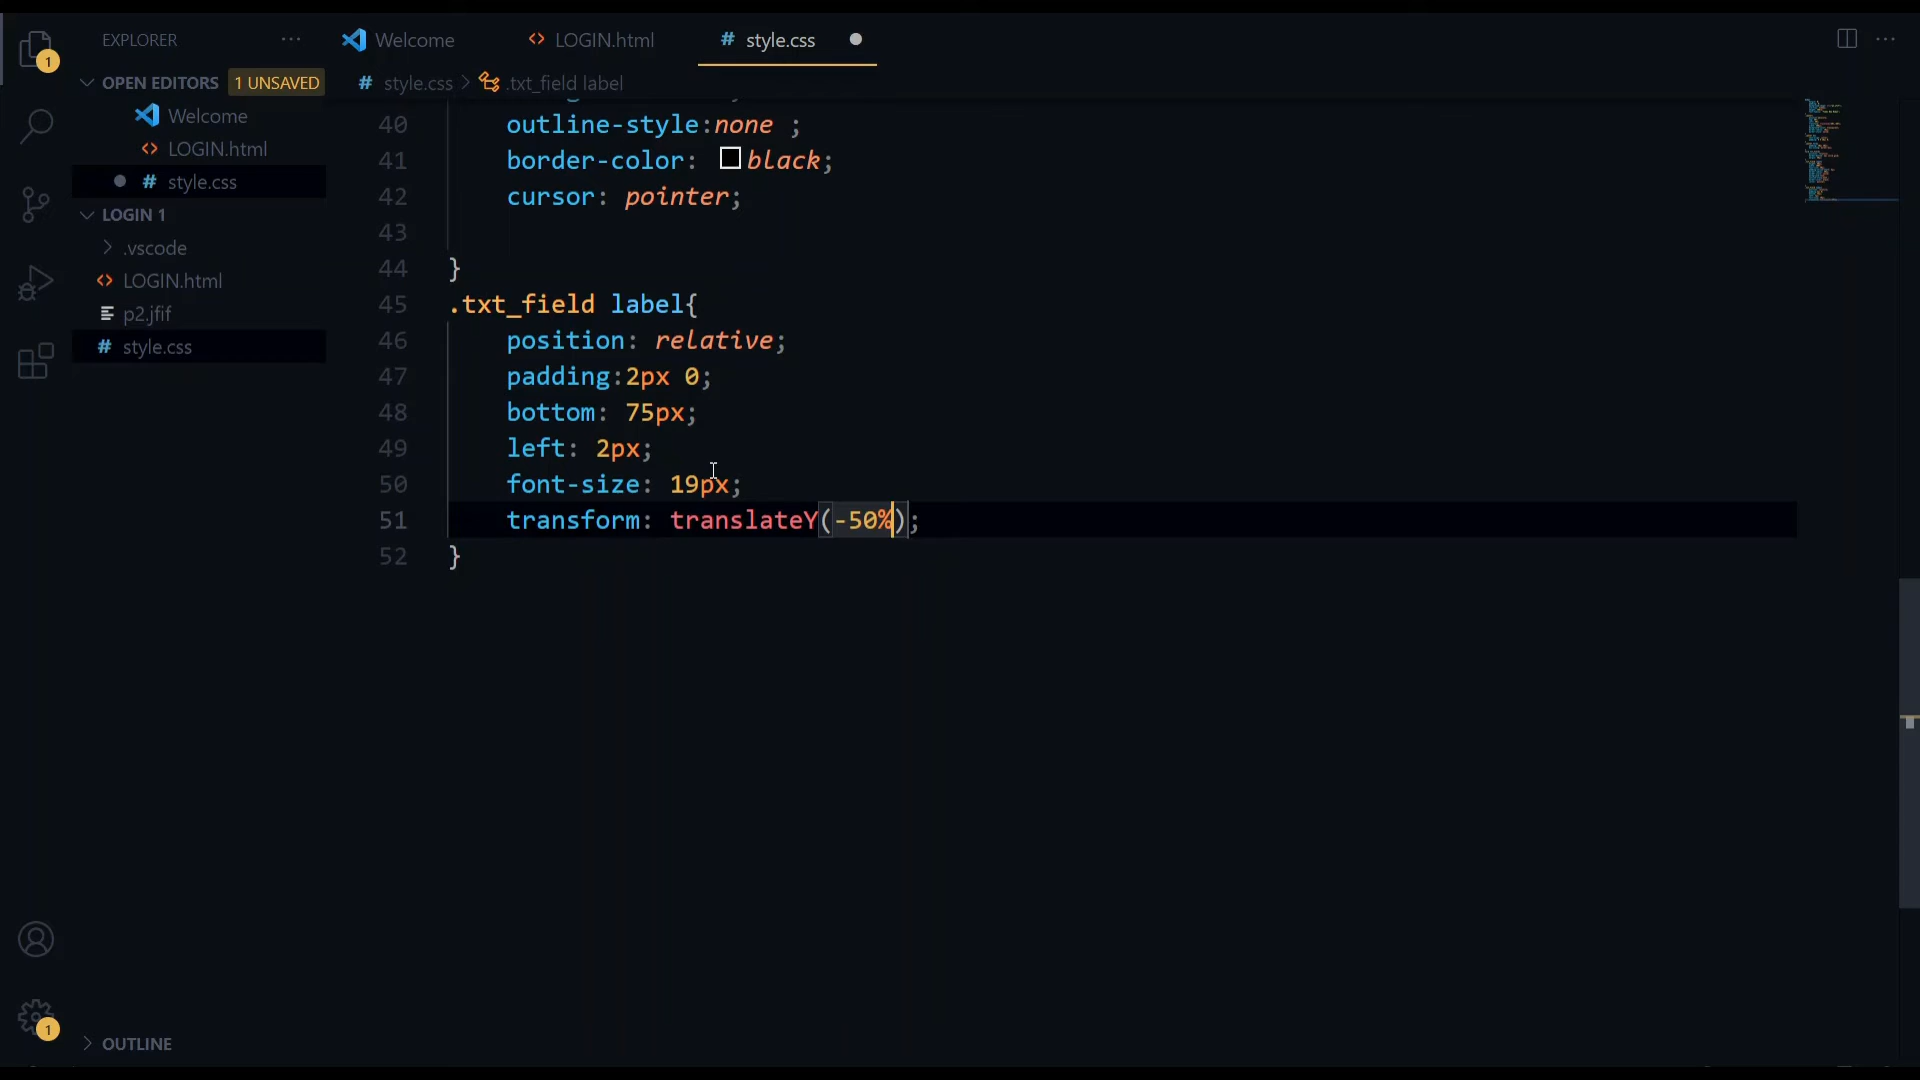 EXPLORER
Welcome
LOGIN.html
# style.css
OPEN EDITORS
1 UNSAVED
# style.css > .txt_field label
Welcome
LOGIN.html
# style.css
LOGIN 1
.vscode
LOGIN.html
p2.jfif
# style.css
40 outline-style:none ;
41 border-color: black;
42 cursor: pointer;
43
44 }
45 .txt_field label{
46 position: relative;
47 padding:2px 0;
48 bottom: 75px;
49 left: 2px;
50 font-size: 19px;
51 transform: translateY(-50%);
52 }
1
1
OUTLINE